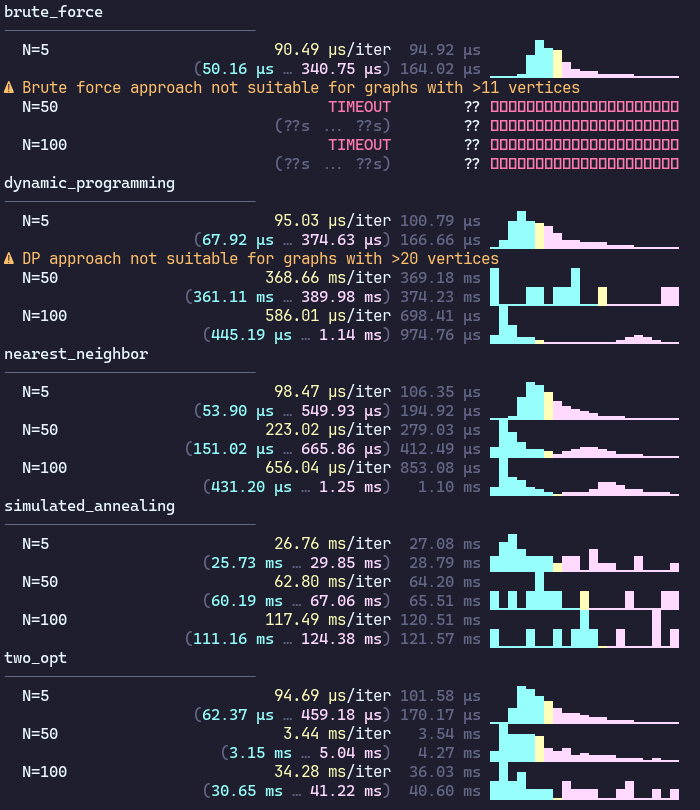 brute_force
N=5 90.49 µs/iter 94.92 µs
(50.16 µs … 340.75 µs) 164.02 µs
⚠ Brute force approach not suitable for graphs with >11 vertices
N=50 TIMEOUT ??
(??s … ??s) ??
N=100 TIMEOUT ??
(??s … ??s) ??
dynamic_programming
N=5 95.03 µs/iter 100.79 µs
(67.92 µs … 374.63 µs) 166.66 µs
⚠ DP approach not suitable for graphs with >20 vertices
N=50 368.66 ms/iter 369.18 ms
(361.11 ms … 389.98 ms) 374.23 ms
N=100 586.01 µs/iter 698.41 µs
(445.19 µs … 1.14 ms) 974.76 µs
nearest_neighbor
N=5 98.47 µs/iter 106.35 µs
(53.90 µs … 549.93 µs) 194.92 µs
N=50 223.02 µs/iter 279.03 µs
(151.02 µs … 665.86 µs) 412.49 µs
N=100 656.04 µs/iter 853.08 µs
(431.20 µs … 1.25 ms) 1.10 ms
simulated_annealing
N=5 26.76 ms/iter 27.08 ms
(25.73 ms … 29.85 ms) 28.79 ms
N=50 62.80 ms/iter 64.20 ms
(60.19 ms … 67.06 ms) 65.51 ms
N=100 117.49 ms/iter 120.51 ms
(111.16 ms … 124.38 ms) 121.57 ms
two_opt
N=5 94.69 µs/iter 101.58 µs
(62.37 µs … 459.18 µs) 170.17 µs
N=50 3.44 ms/iter 3.54 ms
(3.15 ms … 5.04 ms) 4.27 ms
N=100 34.28 ms/iter 36.03 ms
(30.65 ms … 41.22 ms) 40.60 ms